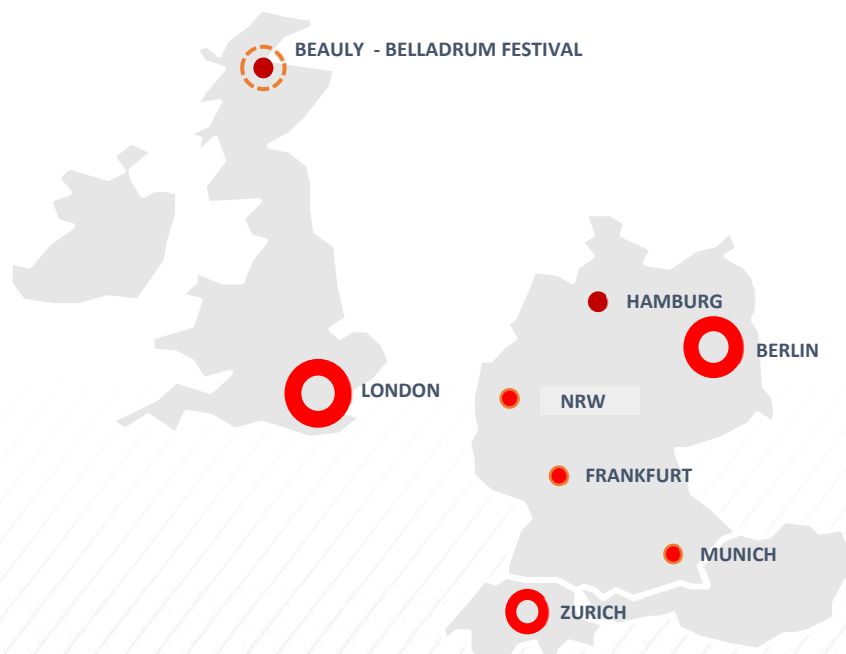 BEAULY - BELLADRUM FESTIVAL
HAMBURG
BERLIN
LONDON
NRW
FRANKFURT
MUNICH
ZURICH